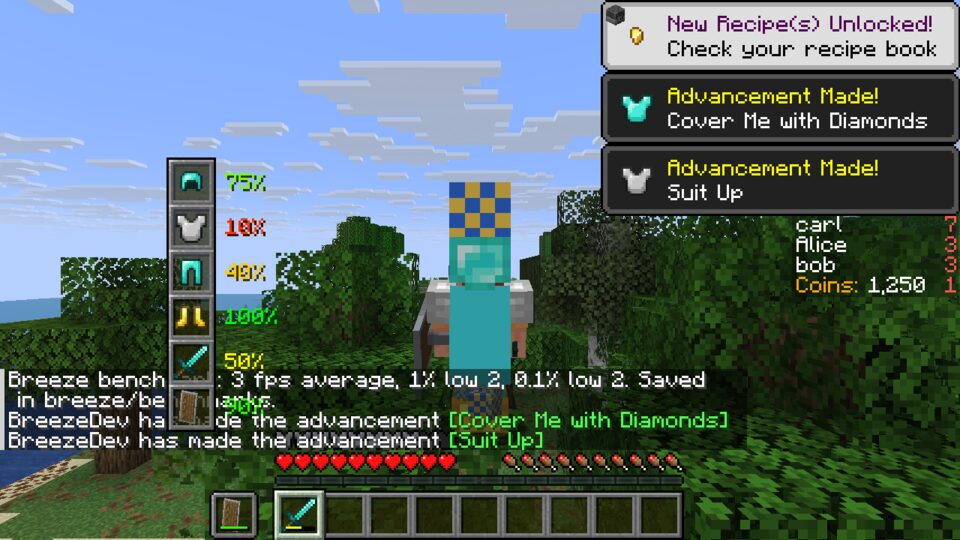 New Recipe(s) Unlocked!
Check your recipe book
Advancement Made!
Cover Me with Diamonds
Advancement Made!
Suit Up
carl 7
Alice 3
bob 3
Coins: 1,250 1
75%
10%
40%
100%
50%
90%
Breeze bench : 3 fps average, 1% low 2, 0.1% low 2. Saved
in breeze/be marks.
BreezeDev ha de the advancement [Cover Me with Diamonds]
BreezeDev has made the advancement [Suit Up]